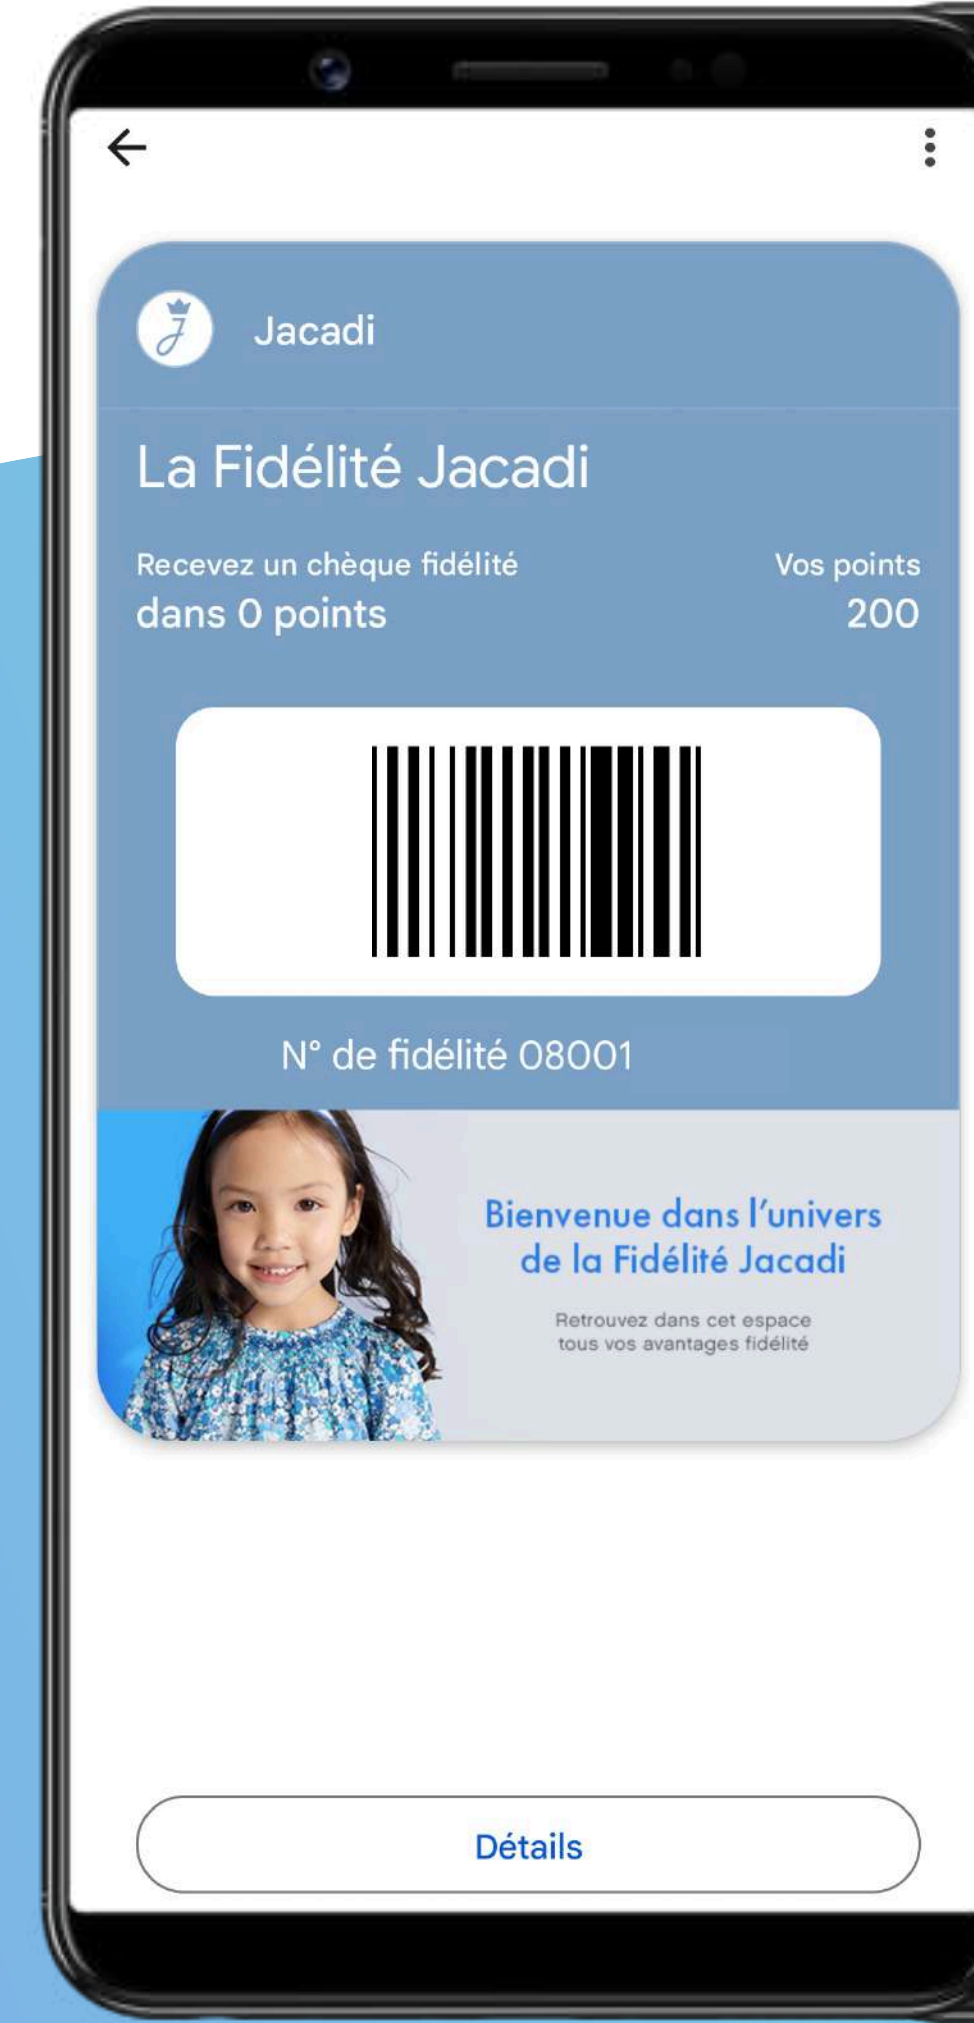 J
Jacadi
La Fidélité Jacadi
Recevez un chèque fidélité
dans 0 points
Vos points
200
N° de fidélité 08001
Bienvenue dans l'univers
de la Fidélité Jacadi
Retrouvez dans cet espace
tous vos avantages fidélité
Détails